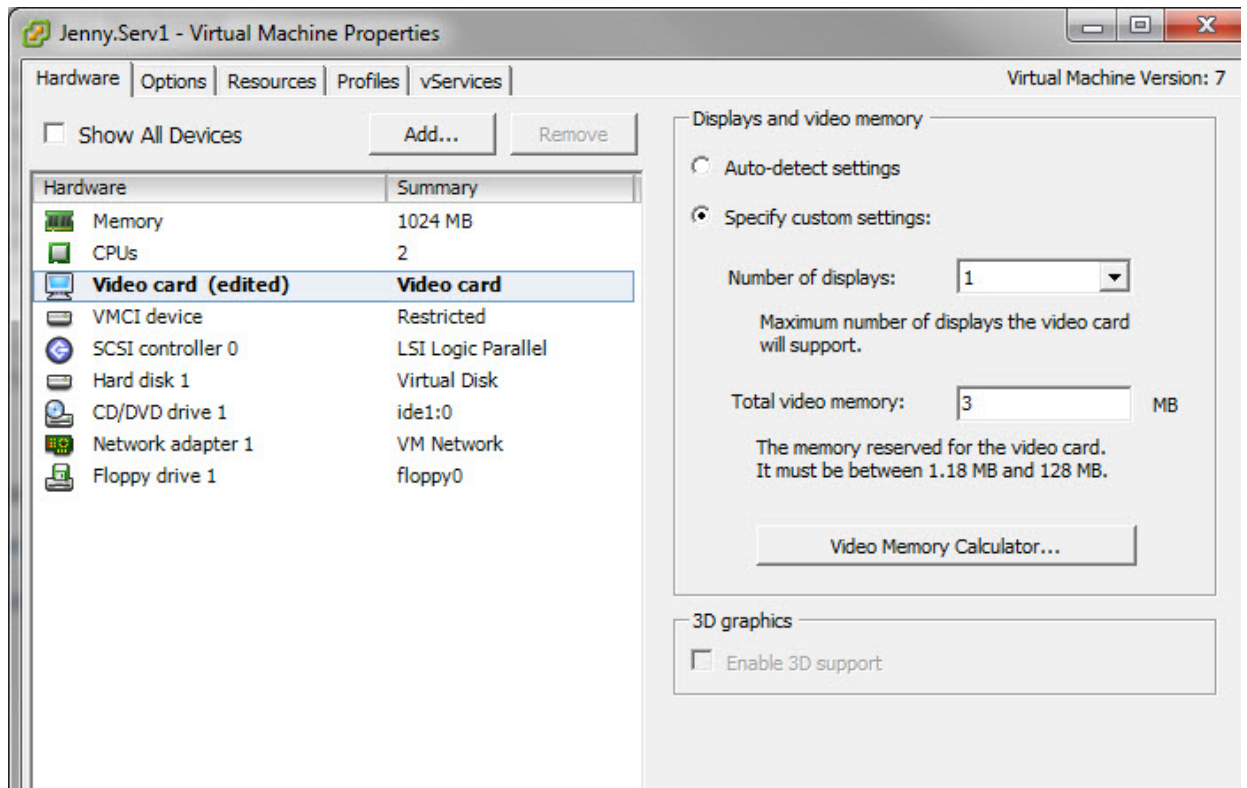 Jenny.Serv1 - Virtual Machine Properties
Hardware Options Resources Profiles vServices
Virtual Machine Version: 7
Show All Devices
Add...
Remove
Hardware Summary
Memory 1024 MB
CPUs 2
Video card (edited) Video card
VMCI device Restricted
SCSI controller 0 LSI Logic Parallel
Hard disk 1 Virtual Disk
CD/DVD drive 1 ide1:0
Network adapter 1 VM Network
Floppy drive 1 floppy0
Displays and video memory
Auto-detect settings
Specify custom settings:
Number of displays: 1
Maximum number of displays the video card
will support.
Total video memory: 3 MB
The memory reserved for the video card.
It must be between 1.18 MB and 128 MB.
Video Memory Calculator...
3D graphics
Enable 3D support